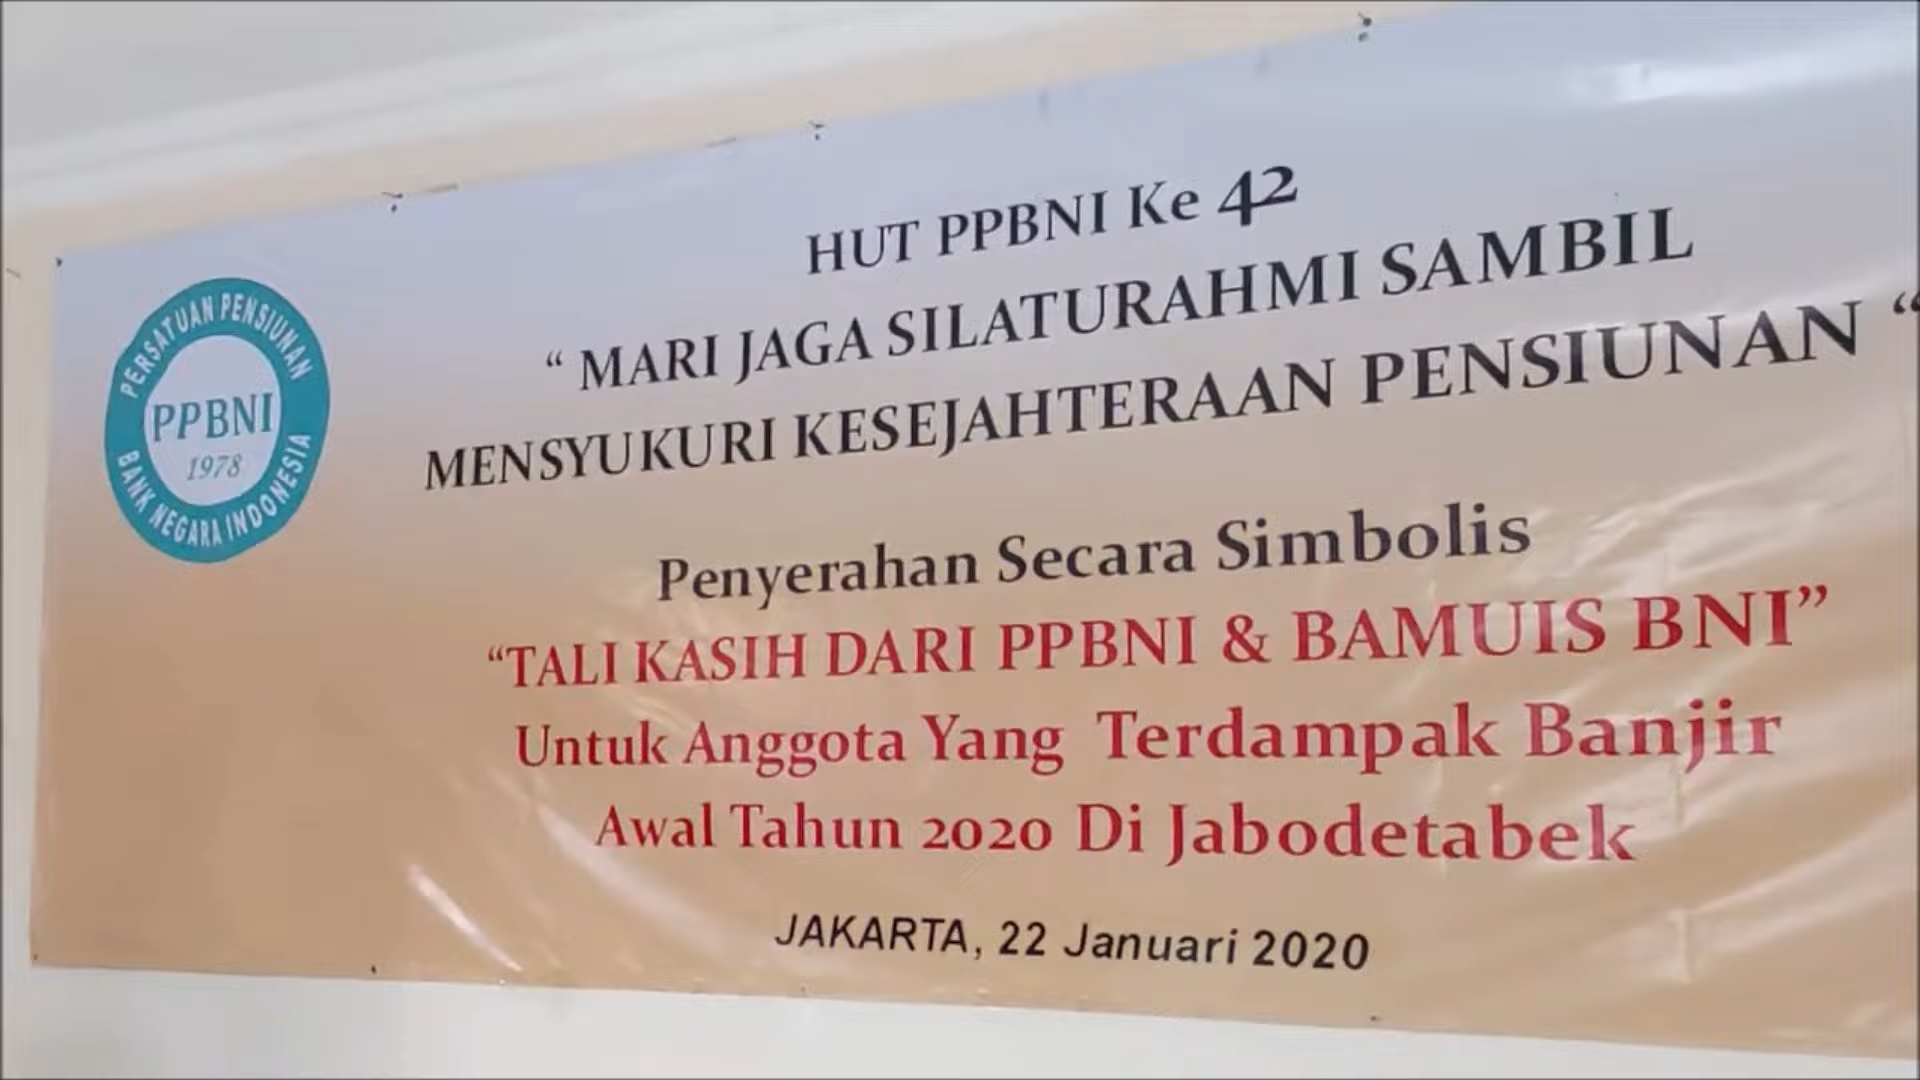 PERSATUAN PENSIUNAN
PPBNI
1978
BANK NEGARA INDONESIA
HUT PPBNI Ke 42
“ MARI JAGA SILATURAHMI SAMBIL
MENSYUKURI KESEJAHTERAAN PENSIUNAN “
Penyerahan Secara Simbolis
“TALI KASIH DARI PPBNI & BAMUIS BNI”
Untuk Anggota Yang Terdampak Banjir
Awal Tahun 2020 Di Jabodetabek
JAKARTA, 22 Januari 2020